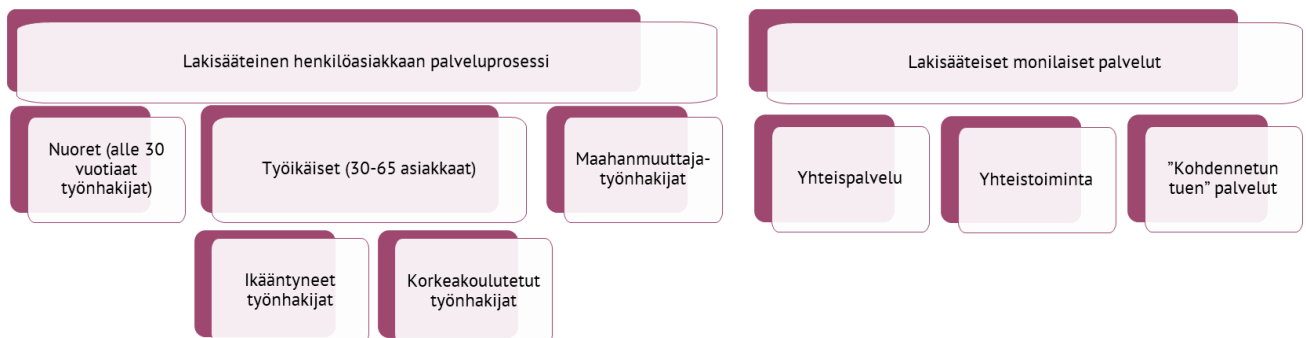 Lakisääteinen henkilöasiakkaan palveluprosessi
Lakisääteiset monilaiset palvelut
Nuoret (alle 30
vuotiaat
työnhakijat)
Työikäiset (30-65 asiakkaat)
Maahanmuuttaja-
työnhakijat
Yhteispalvelu
Yhteistoiminta
”Kohdennetun
tuen” palvelut
Ikääntyneet
työnhakijat
Korkeakoulutetut
työnhakijat